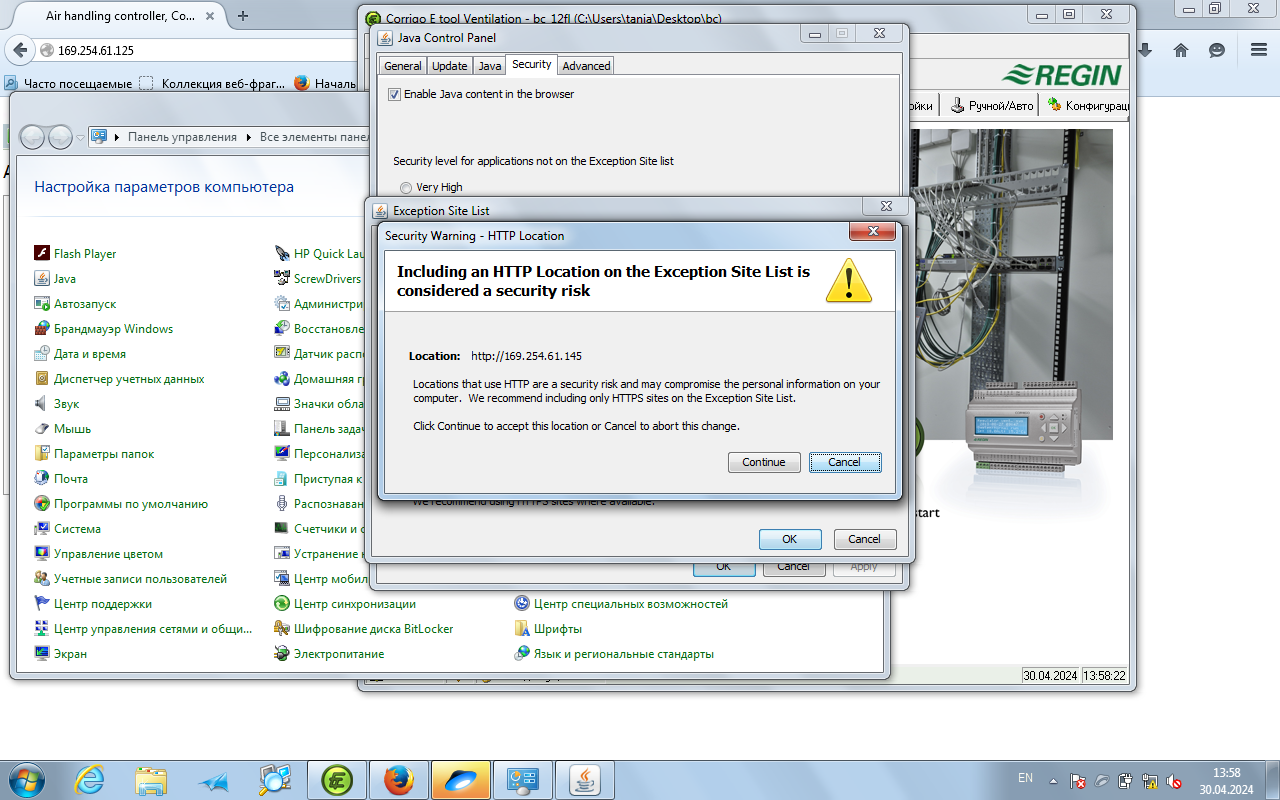 Air handling controller, Co...
Corrigo E tool Ventilation - bc_12fl (C:\Users\tania\Desktop\bc)
169.254.61.125
Часто посещаемые
Коллекция веб-фраг...
Началь
Java Control Panel
General
Update
Java
Security
Advanced
Enable Java content in the browser
Security level for applications not on the Exception Site list
Very High
REGIN
йки
Ручной/Авто
Конфигурац
Панель управления
Все элементы панел
Настройка параметров компьютера
Exception Site List
Security Warning - HTTP Location
Including an HTTP Location on the Exception Site List is
considered a security risk
Location: http://169.254.61.145
Locations that use HTTP are a security risk and may compromise the personal information on your
computer. We recommend including only HTTPS sites on the Exception Site List.
Click Continue to accept this location or Cancel to abort this change.
Continue
Cancel
We recommend using HTTPS sites where available.
OK
Cancel
OK
Cancel
Apply
Flash Player
HP Quick Lau
Java
ScrewDrivers
Автозапуск
Администри
Брандмауэр Windows
Восстановле
Дата и время
Датчик расп
Диспетчер учетных данных
Домашняя г
Звук
Значки обла
Мышь
Панель задач
Параметры папок
Персонализа
Почта
Приступая к
Программы по умолчанию
Распознаван
Система
Счетчики и с
Управление цветом
Устранение н
Учетные записи пользователей
Центр мобил
Центр поддержки
Центр синхронизации
Центр специальных возможностей
Центр управления сетями и общи...
Шифрование диска BitLocker
Шрифты
Экран
Электропитание
Язык и региональные стандарты
REGIN
start
30.04.2024
13:58:22
EN
13:58
30.04.2024